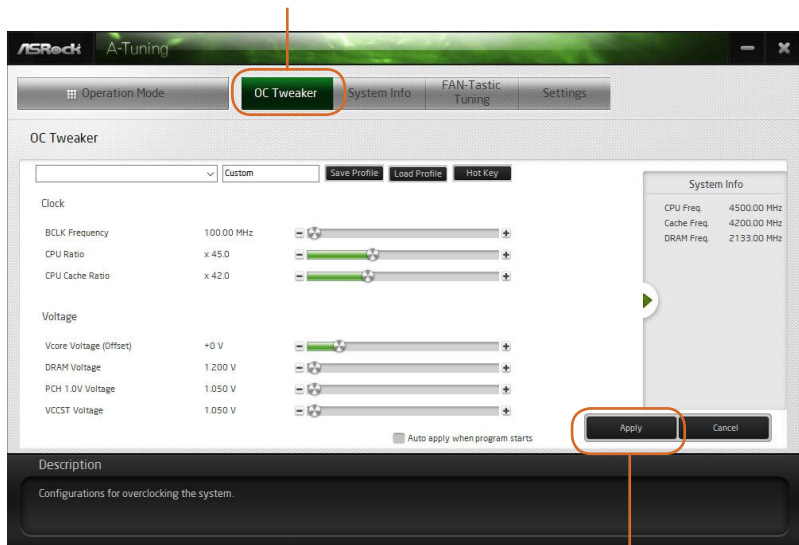 ASRock A-Tuning
Operation Mode OC Tweaker System Info FAN-Tastic Tuning Settings
OC Tweaker
Custom Save Profile Load Profile Hot Key
Clock
BCLK Frequency 100.00 MHz
CPU Ratio x 45.0
CPU Cache Ratio x 42.0
Voltage
Vcore Voltage (Offset) +0 V
DRAM Voltage 1.200 V
PCH 1.0V Voltage 1.050 V
VCCST Voltage 1.050 V
Auto apply when program starts
System Info
CPU Freq. 4500.00 MHz
Cache Freq. 4200.00 MHz
DRAM Freq. 2133.00 MHz
Apply Cancel
Description
Configurations for overclocking the system.